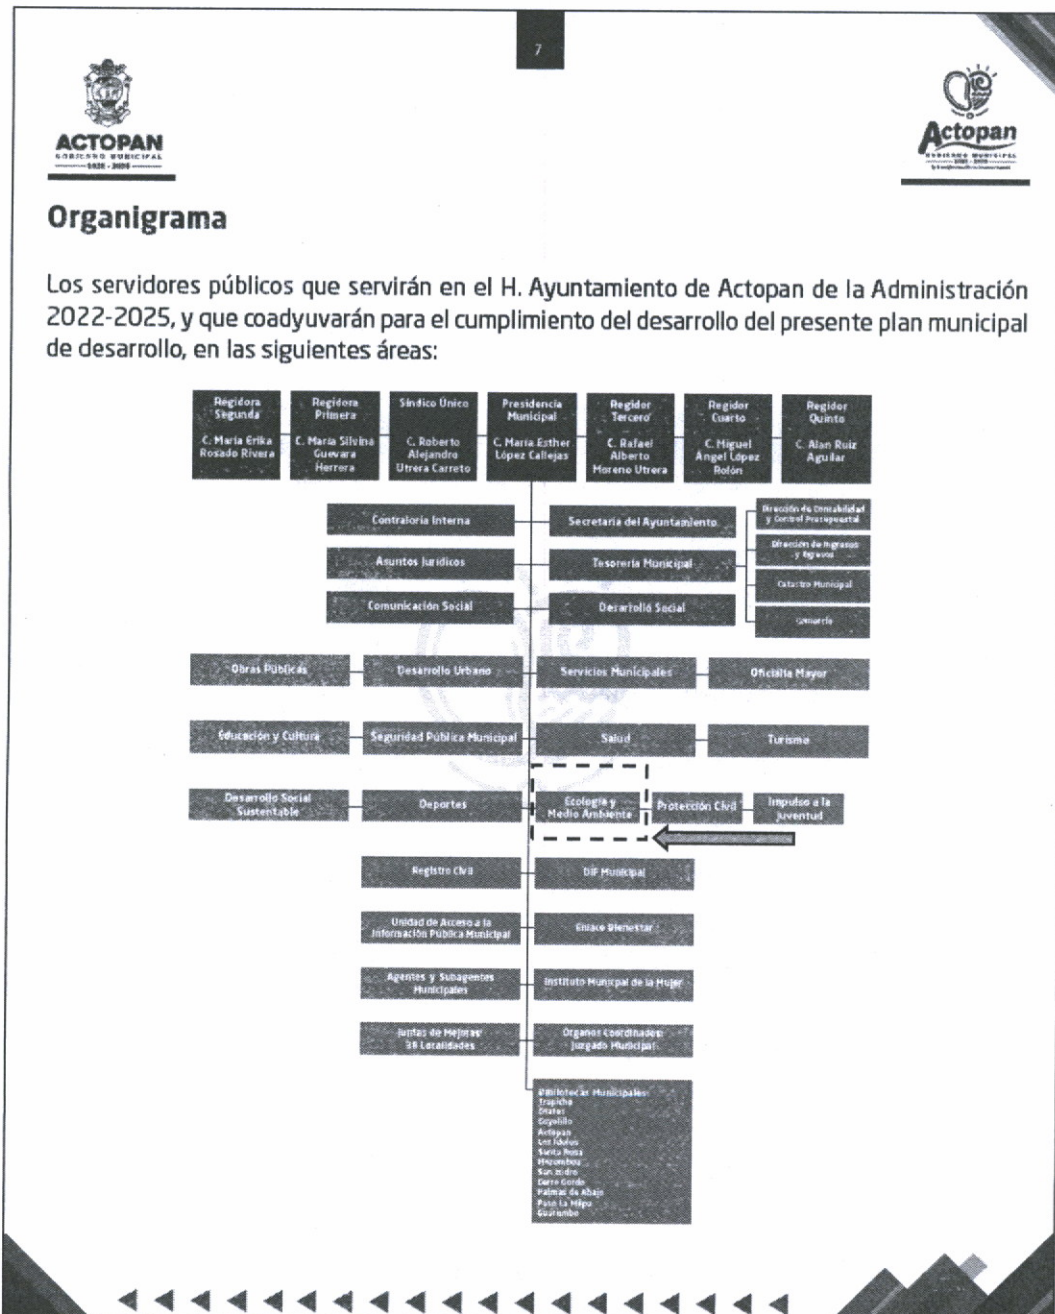 7
ACTOPAN
GOBIERNO MUNICIPAL
Actopan
GOBIERNO MUNICIPAL
Organigrama
Los servidores públicos que servirán en el H. Ayuntamiento de Actopan de la Administración
2022-2025, y que coadyuvarán para el cumplimiento del desarrollo del presente plan municipal
de desarrollo, en las siguientes áreas:
Regidora
Segunda
C. María Erika
Rosado Rivera
Regidora
Primera
C. María Silvina
Guevara
Herrera
Síndico Único
C. Roberto
Alejandro
Utrera Carreto
Presidencia
Municipal
C. María Esther
López Callejas
Regidor
Tercero
C. Rafael
Alberto
Moreno Utrera
Regidor
Cuarto
C. Miguel
Ángel López
Rolón
Regidor
Quinto
C. Alan Ruiz
Aguilar
Contraloría Interna
Secretaría del Ayuntamiento
Dirección de Contabilidad
y Control Presupuestal
Asuntos Jurídicos
Tesorería Municipal
Dirección de Ingresos
y Egresos
Catastro Municipal
Comunicación Social
Desarrolló Social
Comercio
Obras Públicas
Desarrollo Urbano
Servicios Municipales
Oficialía Mayor
Educación y Cultura
Seguridad Pública Municipal
Salud
Turismo
Desarrollo Social
Sustentable
Deportes
Ecología y
Medio Ambiente
Protección Civil
Impulso a la
Juventud
Registro Civil
DIF Municipal
Unidad de Acceso a la
Información Pública Municipal
Enlace Bienestar
Agentes y Subagentes
Municipales
Instituto Municpal de la Mujer
Juntas de Mejoras:
38 Localidades
Órganos Coordinados:
Juzgado Municipal
Bibliotecas Municipales:
Trapiche
Otates
Coyolillo
Actopan
Los Ídolos
Santa Rosa
Mozomboa
San Isidro
Cerro Gordo
Palmas de Abajo
Paso La Milpa